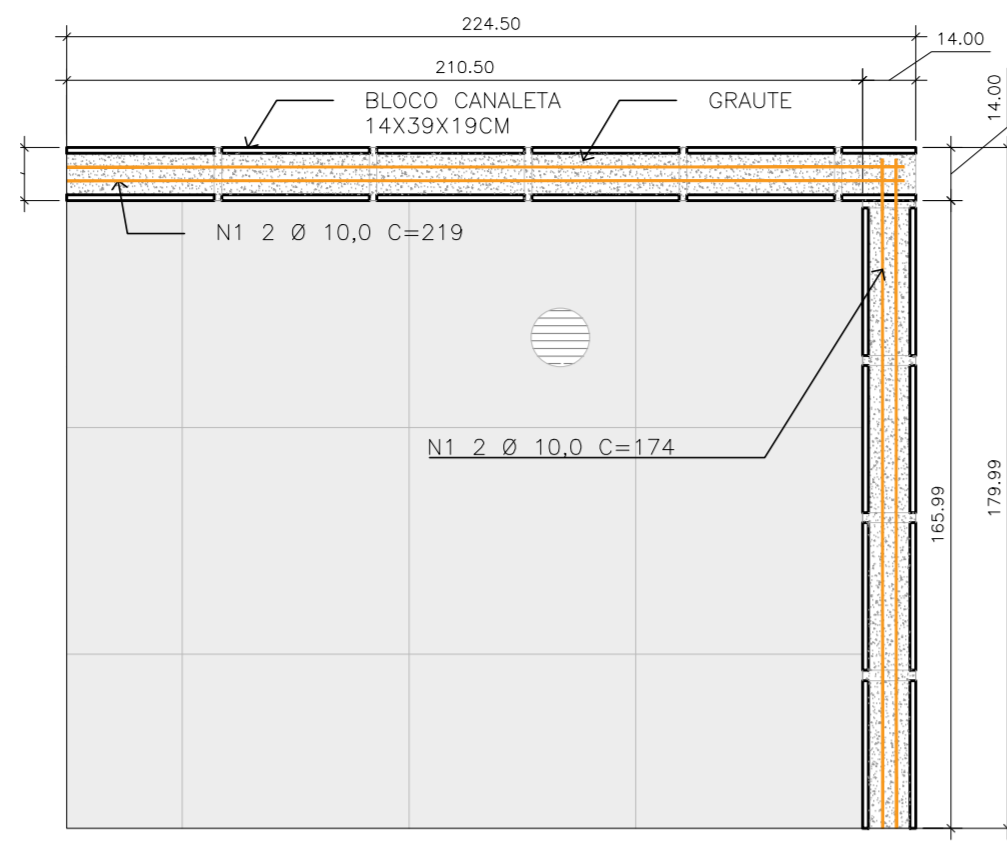 224.50
14.00
210.50
14.00
BLOCO CANALETA
14X39X19CM
GRAUTE
N1 2 Ø 10,0 C=219
N1 2 Ø 10,0 C=174
165.99
179.99